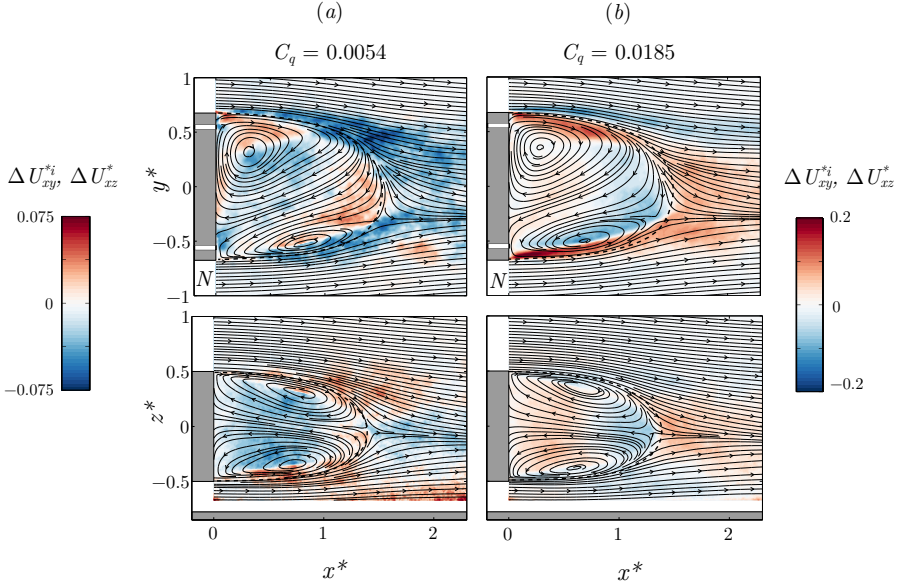 (a) (b)
C_q = 0.0054 C_q = 0.0185
ΔU*i_xy, ΔU*_xz
0.075
0
−0.075
y*
1
0.5
0
−0.5
−1
N
N
ΔU*i_xy, ΔU*_xz
0.2
0
−0.2
z*
1
0.5
0
−0.5
0 1 2 0 1 2
x* x*